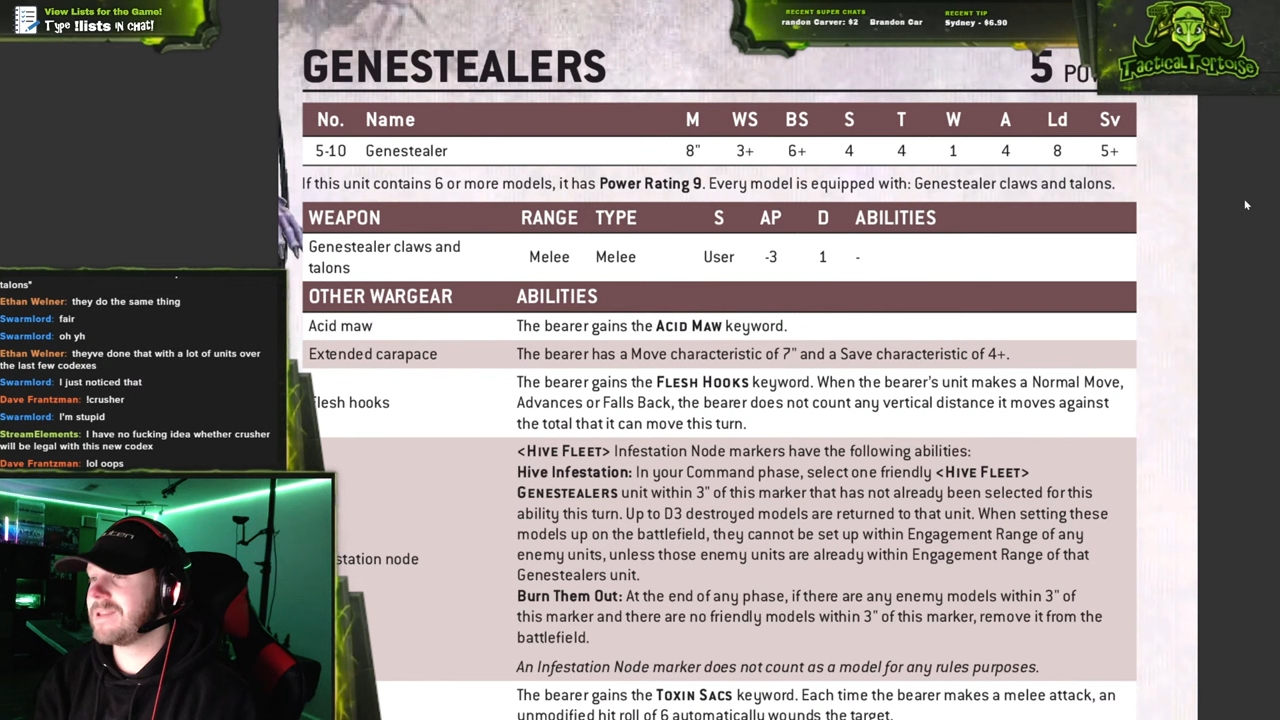 View Lists for the Game!
Type !lists in chat!
RECENT SUPER CHATS
randon Carver: $2 Brandon Car
RECENT TIP
Sydney - $6.90
TacticalTortoise
GENESTEALERS
5
No. Name M WS BS S T W A Ld Sv
5-10 Genestealer 8" 3+ 6+ 4 4 1 4 8 5+
If this unit contains 6 or more models, it has Power Rating 9. Every model is equipped with: Genestealer claws and talons.
WEAPON RANGE TYPE S AP D ABILITIES
Genestealer claws and
talons Melee Melee User -3 1 -
OTHER WARGEAR ABILITIES
Acid maw The bearer gains the ACID MAW keyword.
Extended carapace The bearer has a Move characteristic of 7" and a Save characteristic of 4+.
Flesh hooks The bearer gains the FLESH HOOKS keyword. When the bearer's unit makes a Normal Move,
Advances or Falls Back, the bearer does not count any vertical distance it moves against
the total that it can move this turn.
<HIVE FLEET> Infestation Node markers have the following abilities:
Hive Infestation: In your Command phase, select one friendly <HIVE FLEET>
GENESTEALERS unit within 3" of this marker that has not already been selected for this
ability this turn. Up to D3 destroyed models are returned to that unit. When setting these
models up on the battlefield, they cannot be set up within Engagement Range of any
enemy units, unless those enemy units are already within Engagement Range of that
Genestealers unit.
station node
Burn Them Out: At the end of any phase, if there are any enemy models within 3" of
this marker and there are no friendly models within 3" of this marker, remove it from the
battlefield.
An Infestation Node marker does not count as a model for any rules purposes.
The bearer gains the TOXIN SACS keyword. Each time the bearer makes a melee attack, an
unmodified hit roll of 6 automatically wounds the target.
talons*
Ethan Welner: they do the same thing
Swarmlord: fair
Swarmlord: oh yh
Ethan Welner: theyve done that with a lot of units over
the last few codexes
Swarmlord: I just noticed that
Dave Frantzman: !crusher
Swarmlord: I'm stupid
StreamElements: I have no fucking idea whether crusher
will be legal with this new codex
Dave Frantzman: lol oops